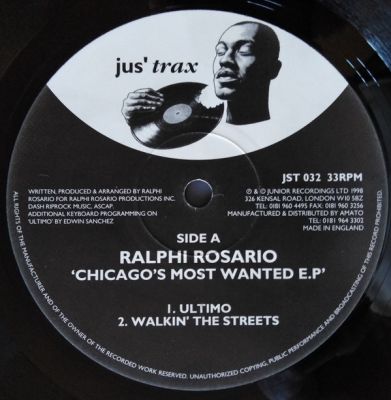 jus' trax
JST 032 33RPM
WRITTEN, PRODUCED & ARRANGED BY RALPHI
ROSARIO FOR RALPHI ROSARIO PRODUCTIONS INC.
DASH RIPROCK MUSIC, ASCAP.
ADDITIONAL KEYBOARD PROGRAMMING ON
'ULTIMO' BY EDWIN SANCHEZ
℗ & © JUNIOR RECORDINGS LTD 1998
326 KENSAL ROAD, LONDON W10 5BZ
TEL: 0181 960 4495 FAX: 0181 960 3256
MANUFACTURED & DISTRIBUTED BY AMATO
TEL: 0181 964 3302
MADE IN ENGLAND
SIDE A
RALPHI ROSARIO
'CHICAGO'S MOST WANTED E.P'
1. ULTIMO
2. WALKIN' THE STREETS
ALL RIGHTS OF THE MANUFACTURER AND OF THE OWNER OF THE RECORDED WORK RESERVED. UNAUTHORIZED COPYING, PUBLIC PERFORMANCE AND BROADCASTING OF THIS RECORD PROHIBITED.